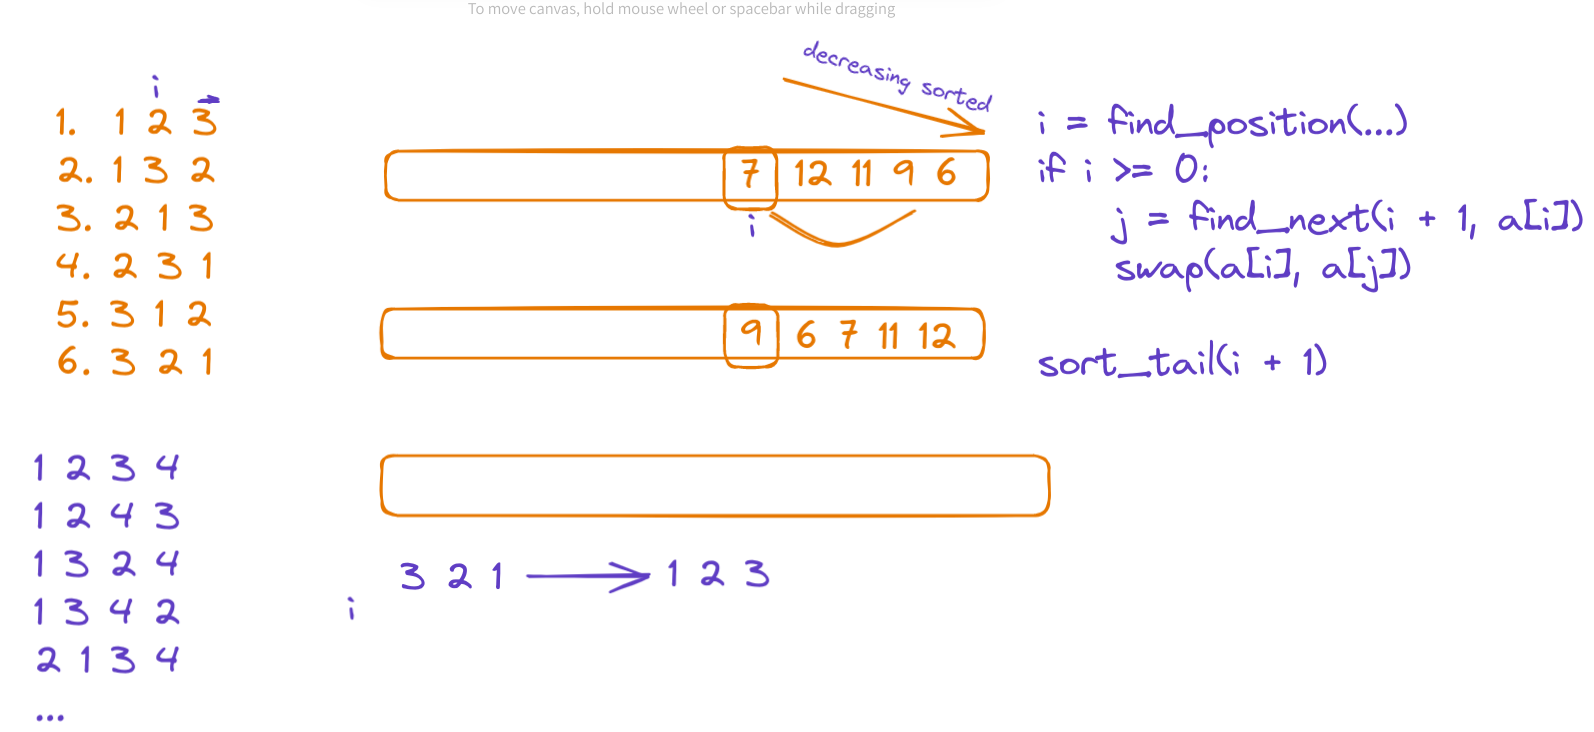 To move canvas, hold mouse wheel or spacebar while dragging
i
1. 1 2 3
2. 1 3 2
3. 2 1 3
4. 2 3 1
5. 3 1 2
6. 3 2 1
1 2 3 4
1 2 4 3
1 3 2 4
1 3 4 2
2 1 3 4
...
decreasing sorted
7 12 11 9 6
i
9 6 7 11 12
3 2 1 1 2 3
i
i = find_position(...)
if i >= 0:
j = find_next(i + 1, a[i])
swap(a[i], a[j])
sort_tail(i + 1)